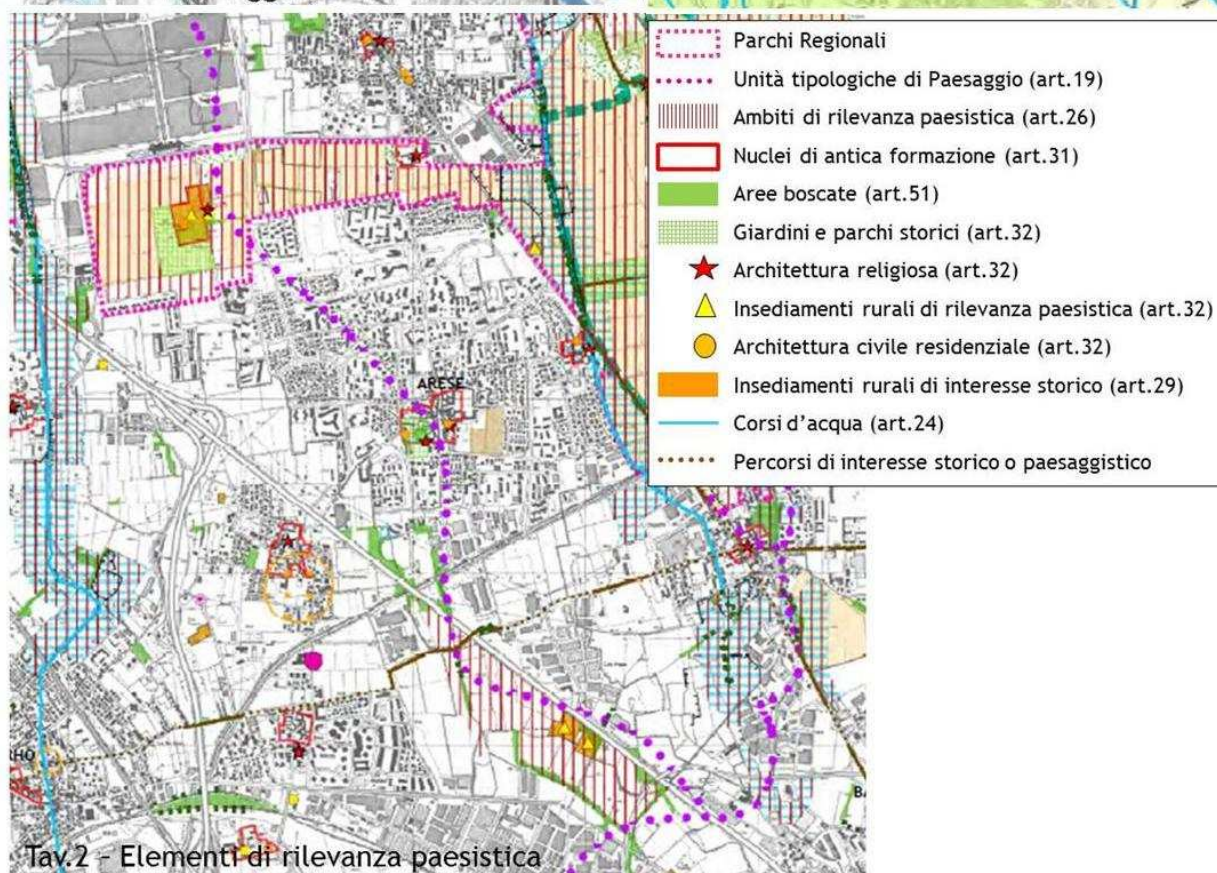 Parchi Regionali
Unità tipologiche di Paesaggio (art.19)
Ambiti di rilevanza paesistica (art.26)
Nuclei di antica formazione (art.31)
Aree boscate (art.51)
Giardini e parchi storici (art.32)
Architettura religiosa (art.32)
Insediamenti rurali di rilevanza paesistica (art.32)
Architettura civile residenziale (art.32)
Insediamenti rurali di interesse storico (art.29)
Corsi d'acqua (art.24)
Percorsi di interesse storico o paesaggistico
ARESE
Tav.2 - Elementi di rilevanza paesistica